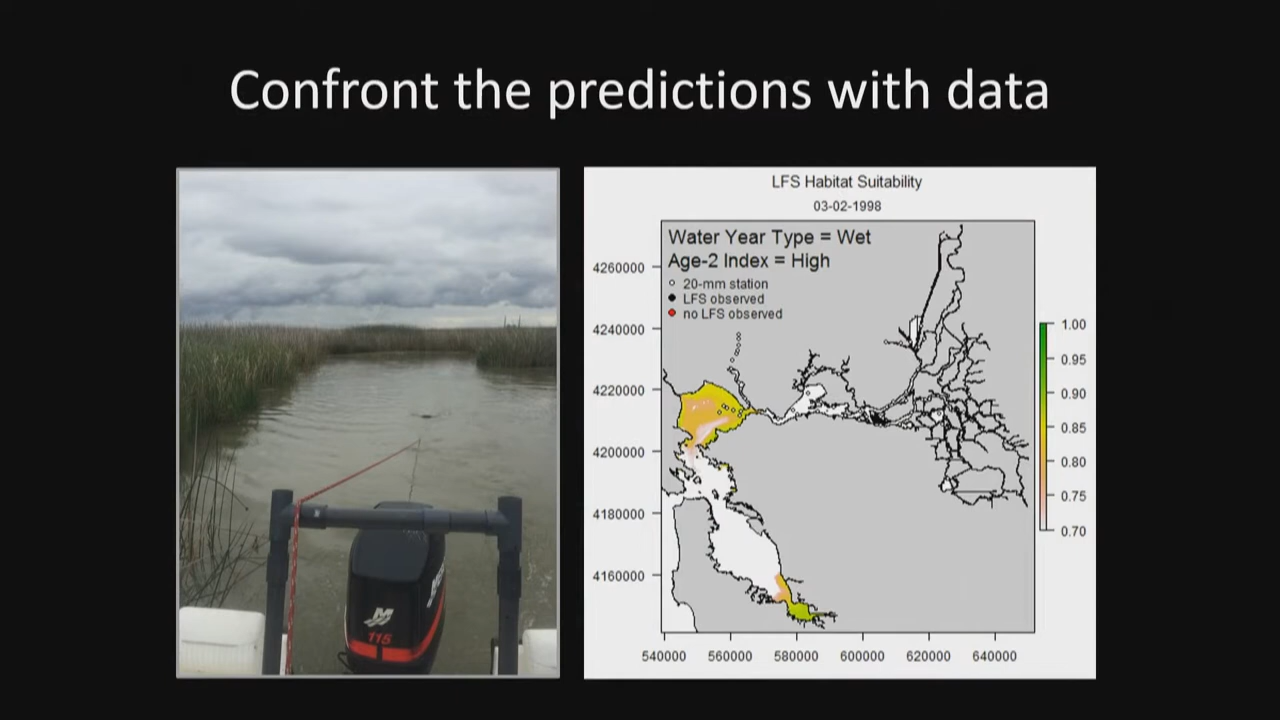 Confront the predictions with data
115
LFS Habitat Suitability
03-02-1998
Water Year Type = Wet
Age-2 Index = High
20-mm station
LFS observed
no LFS observed
4260000
4240000
4220000
4200000
4180000
4160000
540000 560000 580000 600000 620000 640000
1.00
0.95
0.90
0.85
0.80
0.75
0.70